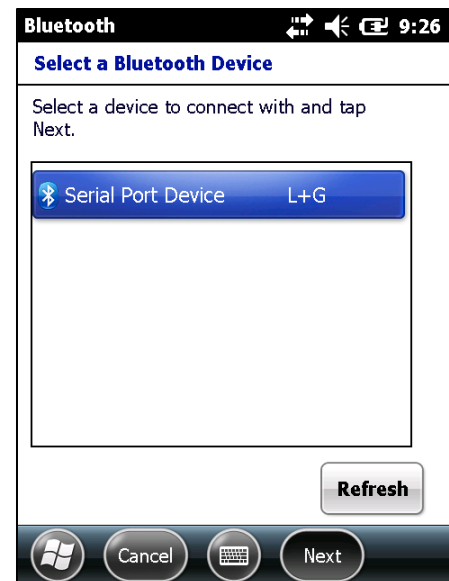 Bluetooth 9:26
Select a Bluetooth Device
Select a device to connect with and tap
Next.
Serial Port Device L+G
Refresh
Cancel Next